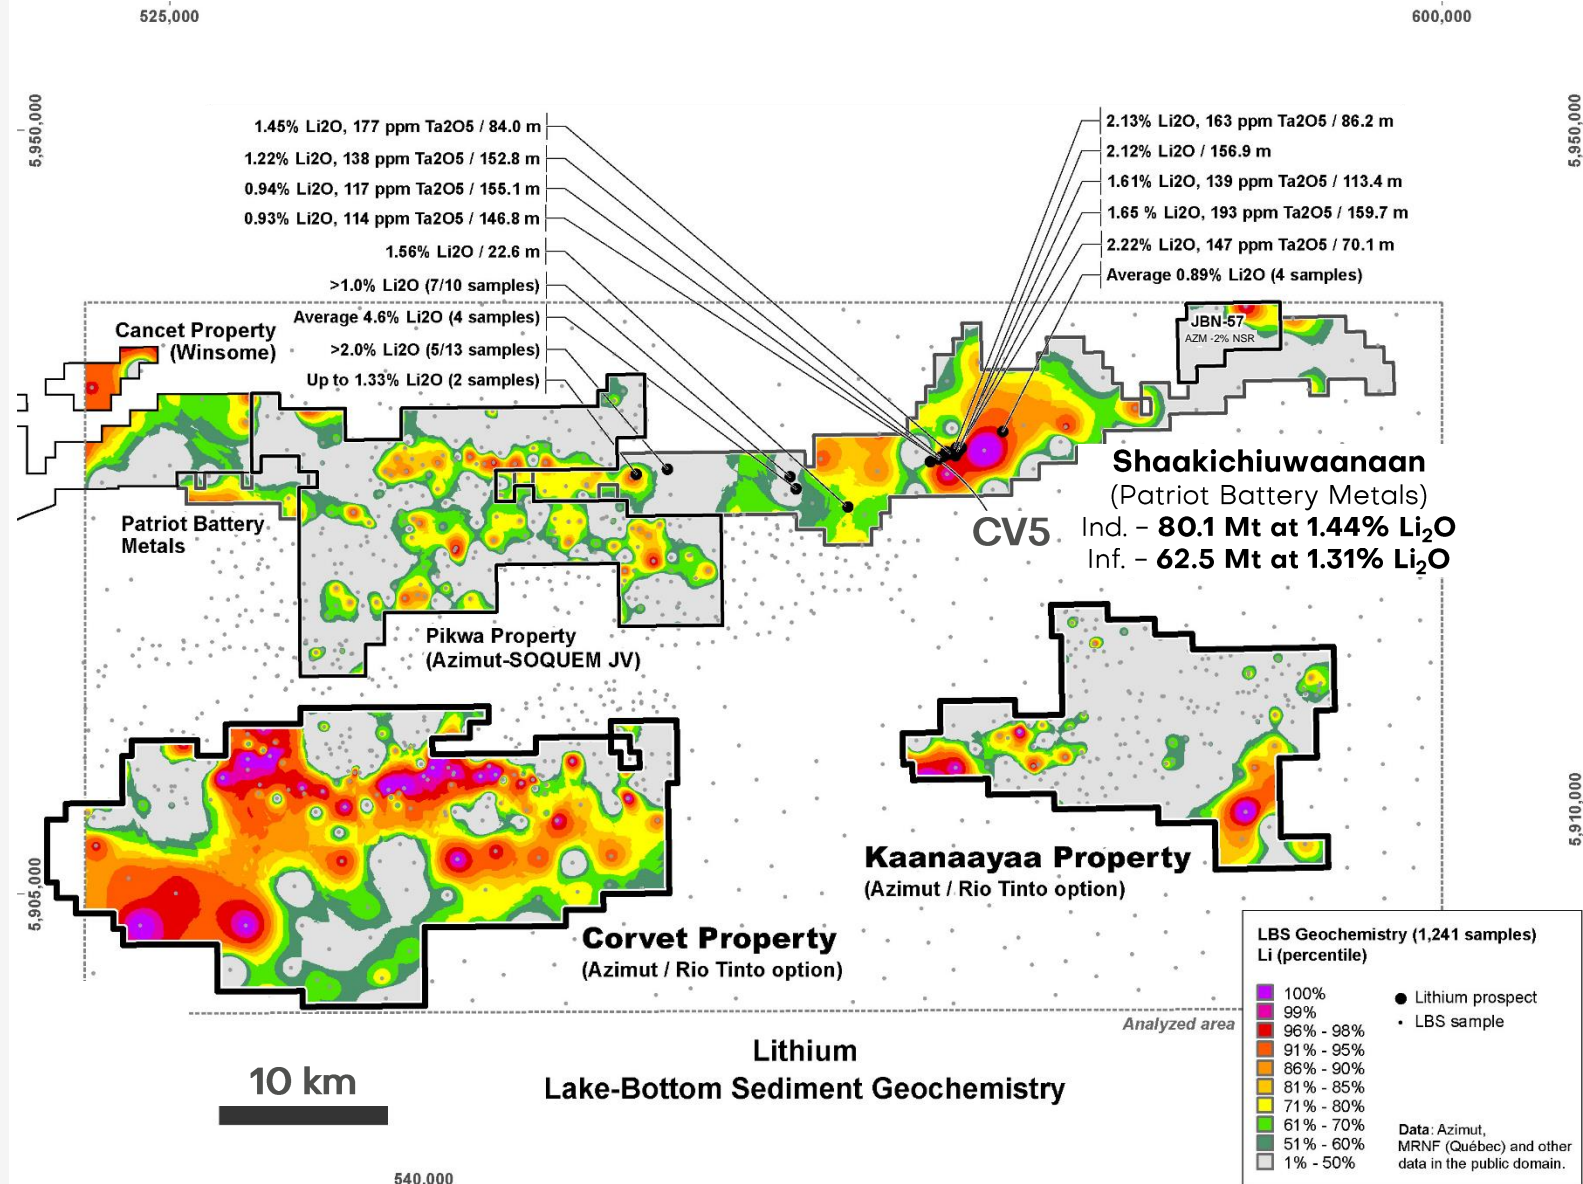 525,000
600,000
5,950,000
5,950,000
1.45% Li2O, 177 ppm Ta2O5 / 84.0 m
1.22% Li2O, 138 ppm Ta2O5 / 152.8 m
0.94% Li2O, 117 ppm Ta2O5 / 155.1 m
0.93% Li2O, 114 ppm Ta2O5 / 146.8 m
1.56% Li2O / 22.6 m
>1.0% Li2O (7/10 samples)
Average 4.6% Li2O (4 samples)
>2.0% Li2O (5/13 samples)
Up to 1.33% Li2O (2 samples)
2.13% Li2O, 163 ppm Ta2O5 / 86.2 m
2.12% Li2O / 156.9 m
1.61% Li2O, 139 ppm Ta2O5 / 113.4 m
1.65 % Li2O, 193 ppm Ta2O5 / 159.7 m
2.22% Li2O, 147 ppm Ta2O5 / 70.1 m
Average 0.89% Li2O (4 samples)
Cancet Property
(Winsome)
JBN-57
AZM -2% NSR
Patriot Battery
Metals
CV5
Shaakichiuwaanaan
(Patriot Battery Metals)
Ind. – 80.1 Mt at 1.44% Li₂O
Inf. – 62.5 Mt at 1.31% Li₂O
Pikwa Property
(Azimut-SOQUEM JV)
Kaanaayaa Property
(Azimut / Rio Tinto option)
5,905,000
5,910,000
Corvet Property
(Azimut / Rio Tinto option)
Analyzed area
Lithium
Lake-Bottom Sediment Geochemistry
10 km
540,000
LBS Geochemistry (1,241 samples)
Li (percentile)
100%
99%
96% - 98%
91% - 95%
86% - 90%
81% - 85%
71% - 80%
61% - 70%
51% - 60%
1% - 50%
Lithium prospect
LBS sample
Data: Azimut,
MRNF (Québec) and other
data in the public domain.